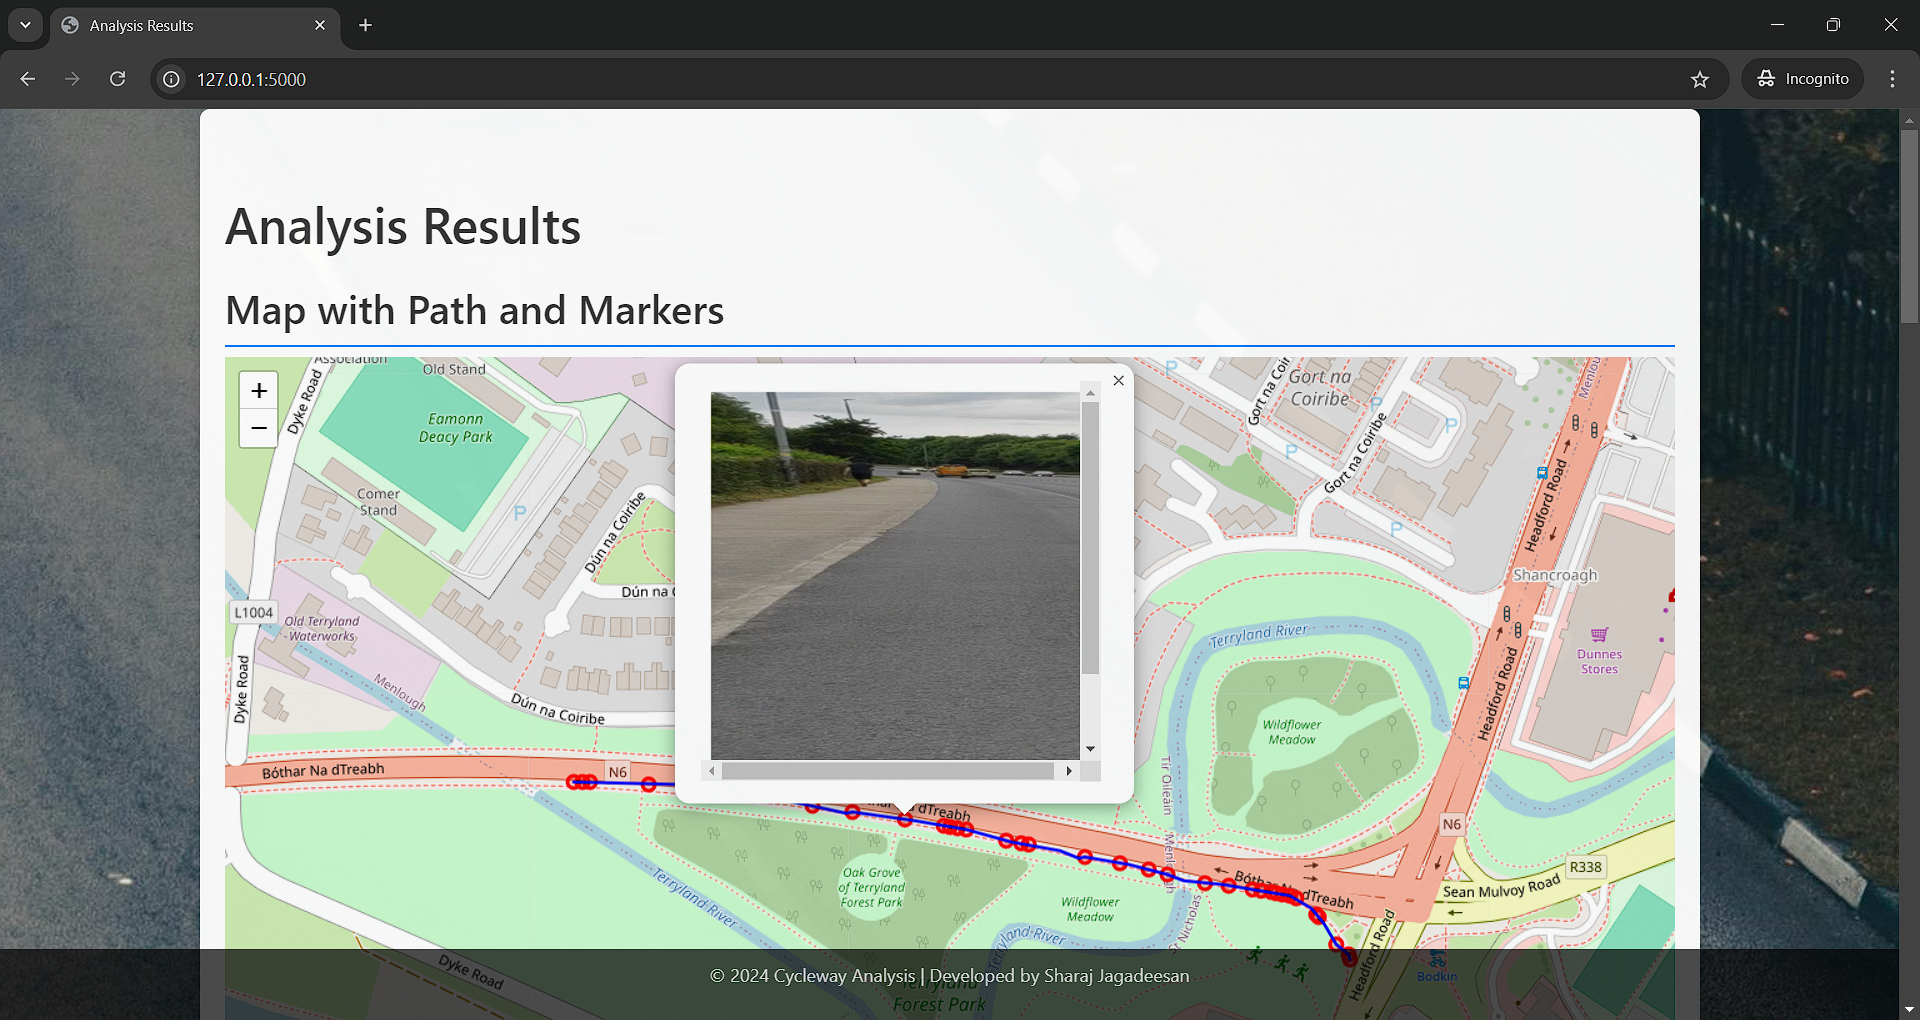 Analysis Results
127.0.0.1:5000
Incognito
Analysis Results
Map with Path and Markers
+
−
Association
Old Stand
Dyke Road
Eamonn
Deacy Park
Comer
Stand
P
Dún na Coiribe
Dún na
L1004
Old Terryland
Waterworks
Dyke Road
Menlough
Dún na Coiribe
Bóthar Na dTreabh
N6
P
Gort na Coir
Gort na
Coiribe
P
P
P
Gort na Coiribe
P
Menlou
Headford Road
Shancroagh
Terryland River
Dunnes
Stores
Headford Road
Wildflower
Meadow
Tír Oileáin
dTreabh
N6
Oak Grove
of Terryland
Forest Park
Bóthar Na dTreabh
R338
Sean Mulvoy Road
Wildflower
Meadow
St Nicholas
Terryland River
Headford Road
Dyke Road
Bodkin
© 2024 Cycleway Analysis | Developed by Sharaj Jagadeesan
Terryland
Forest Park